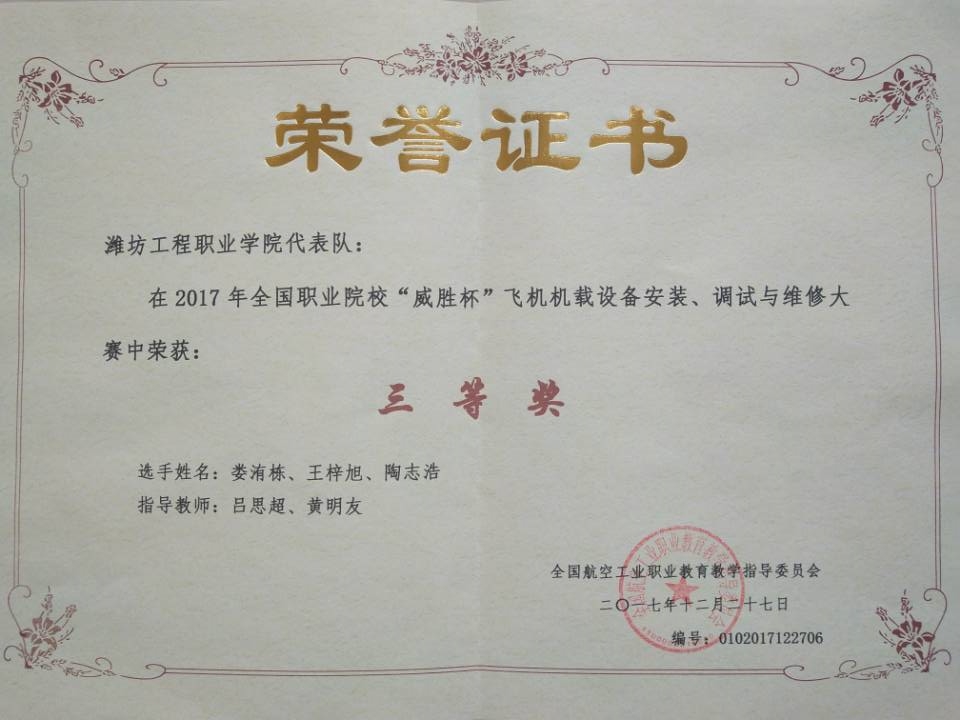 荣誉证书
潍坊工程职业学院代表队：
在 2017 年全国职业院校“威胜杯”飞机机载设备安装、调试与维修大
赛中荣获：
三等奖
选手姓名：娄洧栋、王梓旭、陶志浩
指导教师：吕思超、黄明友
全国航空工业职业教育教学指导委员会
二〇一七年十二月二十七日
编号：0102017122706